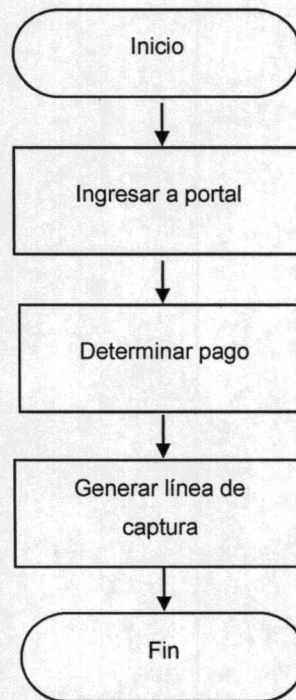 Inicio
Ingresar a portal
Determinar pago
Generar línea de
captura
Fin